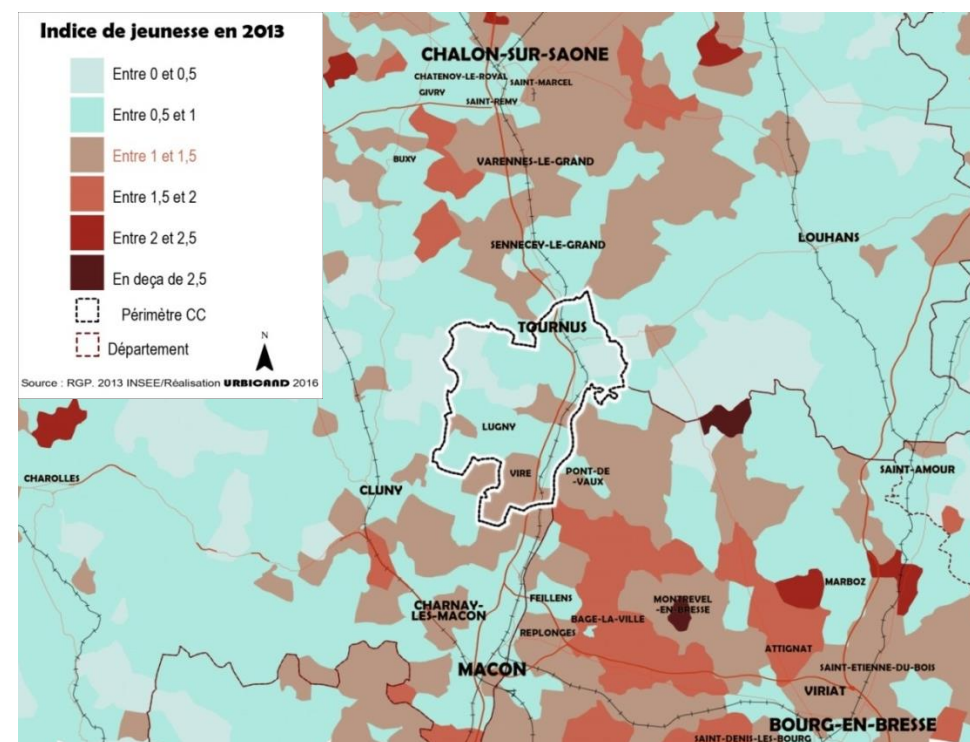 Indice de jeunesse en 2013
Entre 0 et 0,5
Entre 0,5 et 1
Entre 1 et 1,5
Entre 1,5 et 2
Entre 2 et 2,5
En deça de 2,5
Périmètre CC
Département
N
Source : RGP. 2013 INSEE/Réalisation URBICAND 2016
CHALON-SUR-SAONE
CHATENOY-LE-ROYAL
SAINT-MARCEL
GIVRY
SAINT-REMY
BUXY
VARENNES-LE-GRAND
SENNECEY-LE-GRAND
LOUHANS
TOURNUS
LUGNY
VIRE
PONT-DE
-VAUX
SAINT-AMOUR
CHAROLLES
CLUNY
MARBOZ
CHARNAY-
LES-MACON
FEILLENS
MONTREVEL
-EN-BRESSE
BAGE-LA-VILLE
REPLONGES
ATTIGNAT
MACON
SAINT-ETIENNE-DU-BOIS
VIRIAT
BOURG-EN-BRESSE
SAINT-DENIS-LES-BOURG